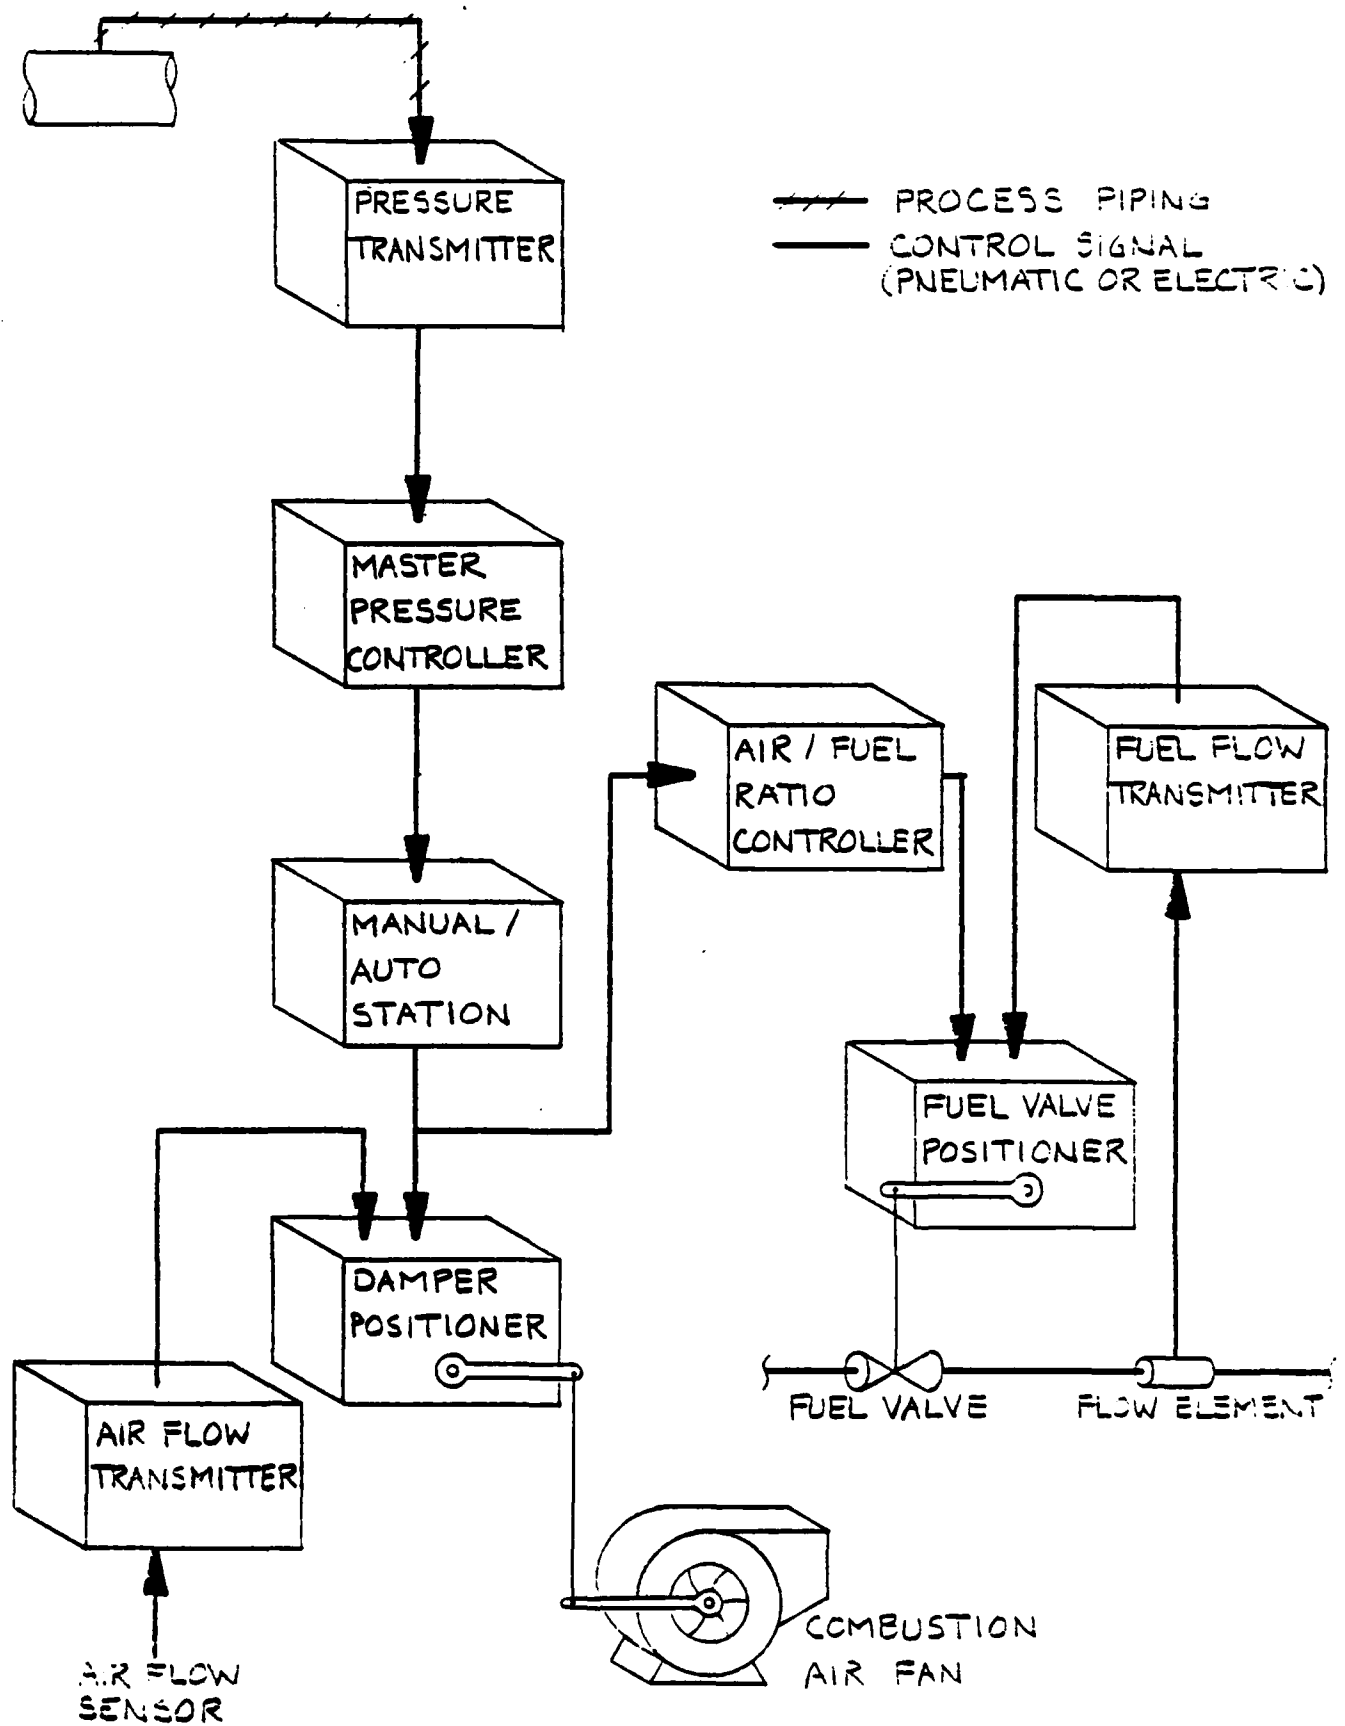 PRESSURE
TRANSMITTER
PROCESS PIPING
CONTROL SIGNAL
(PNEUMATIC OR ELECTRIC)
MASTER
PRESSURE
CONTROLLER
AIR / FUEL
RATIO
CONTROLLER
FUEL FLOW
TRANSMITTER
MANUAL /
AUTO
STATION
FUEL VALVE
POSITIONER
DAMPER
POSITIONER
FUEL VALVE
FLOW ELEMENT
AIR FLOW
TRANSMITTER
COMBUSTION
AIR FAN
AIR FLOW
SENSOR